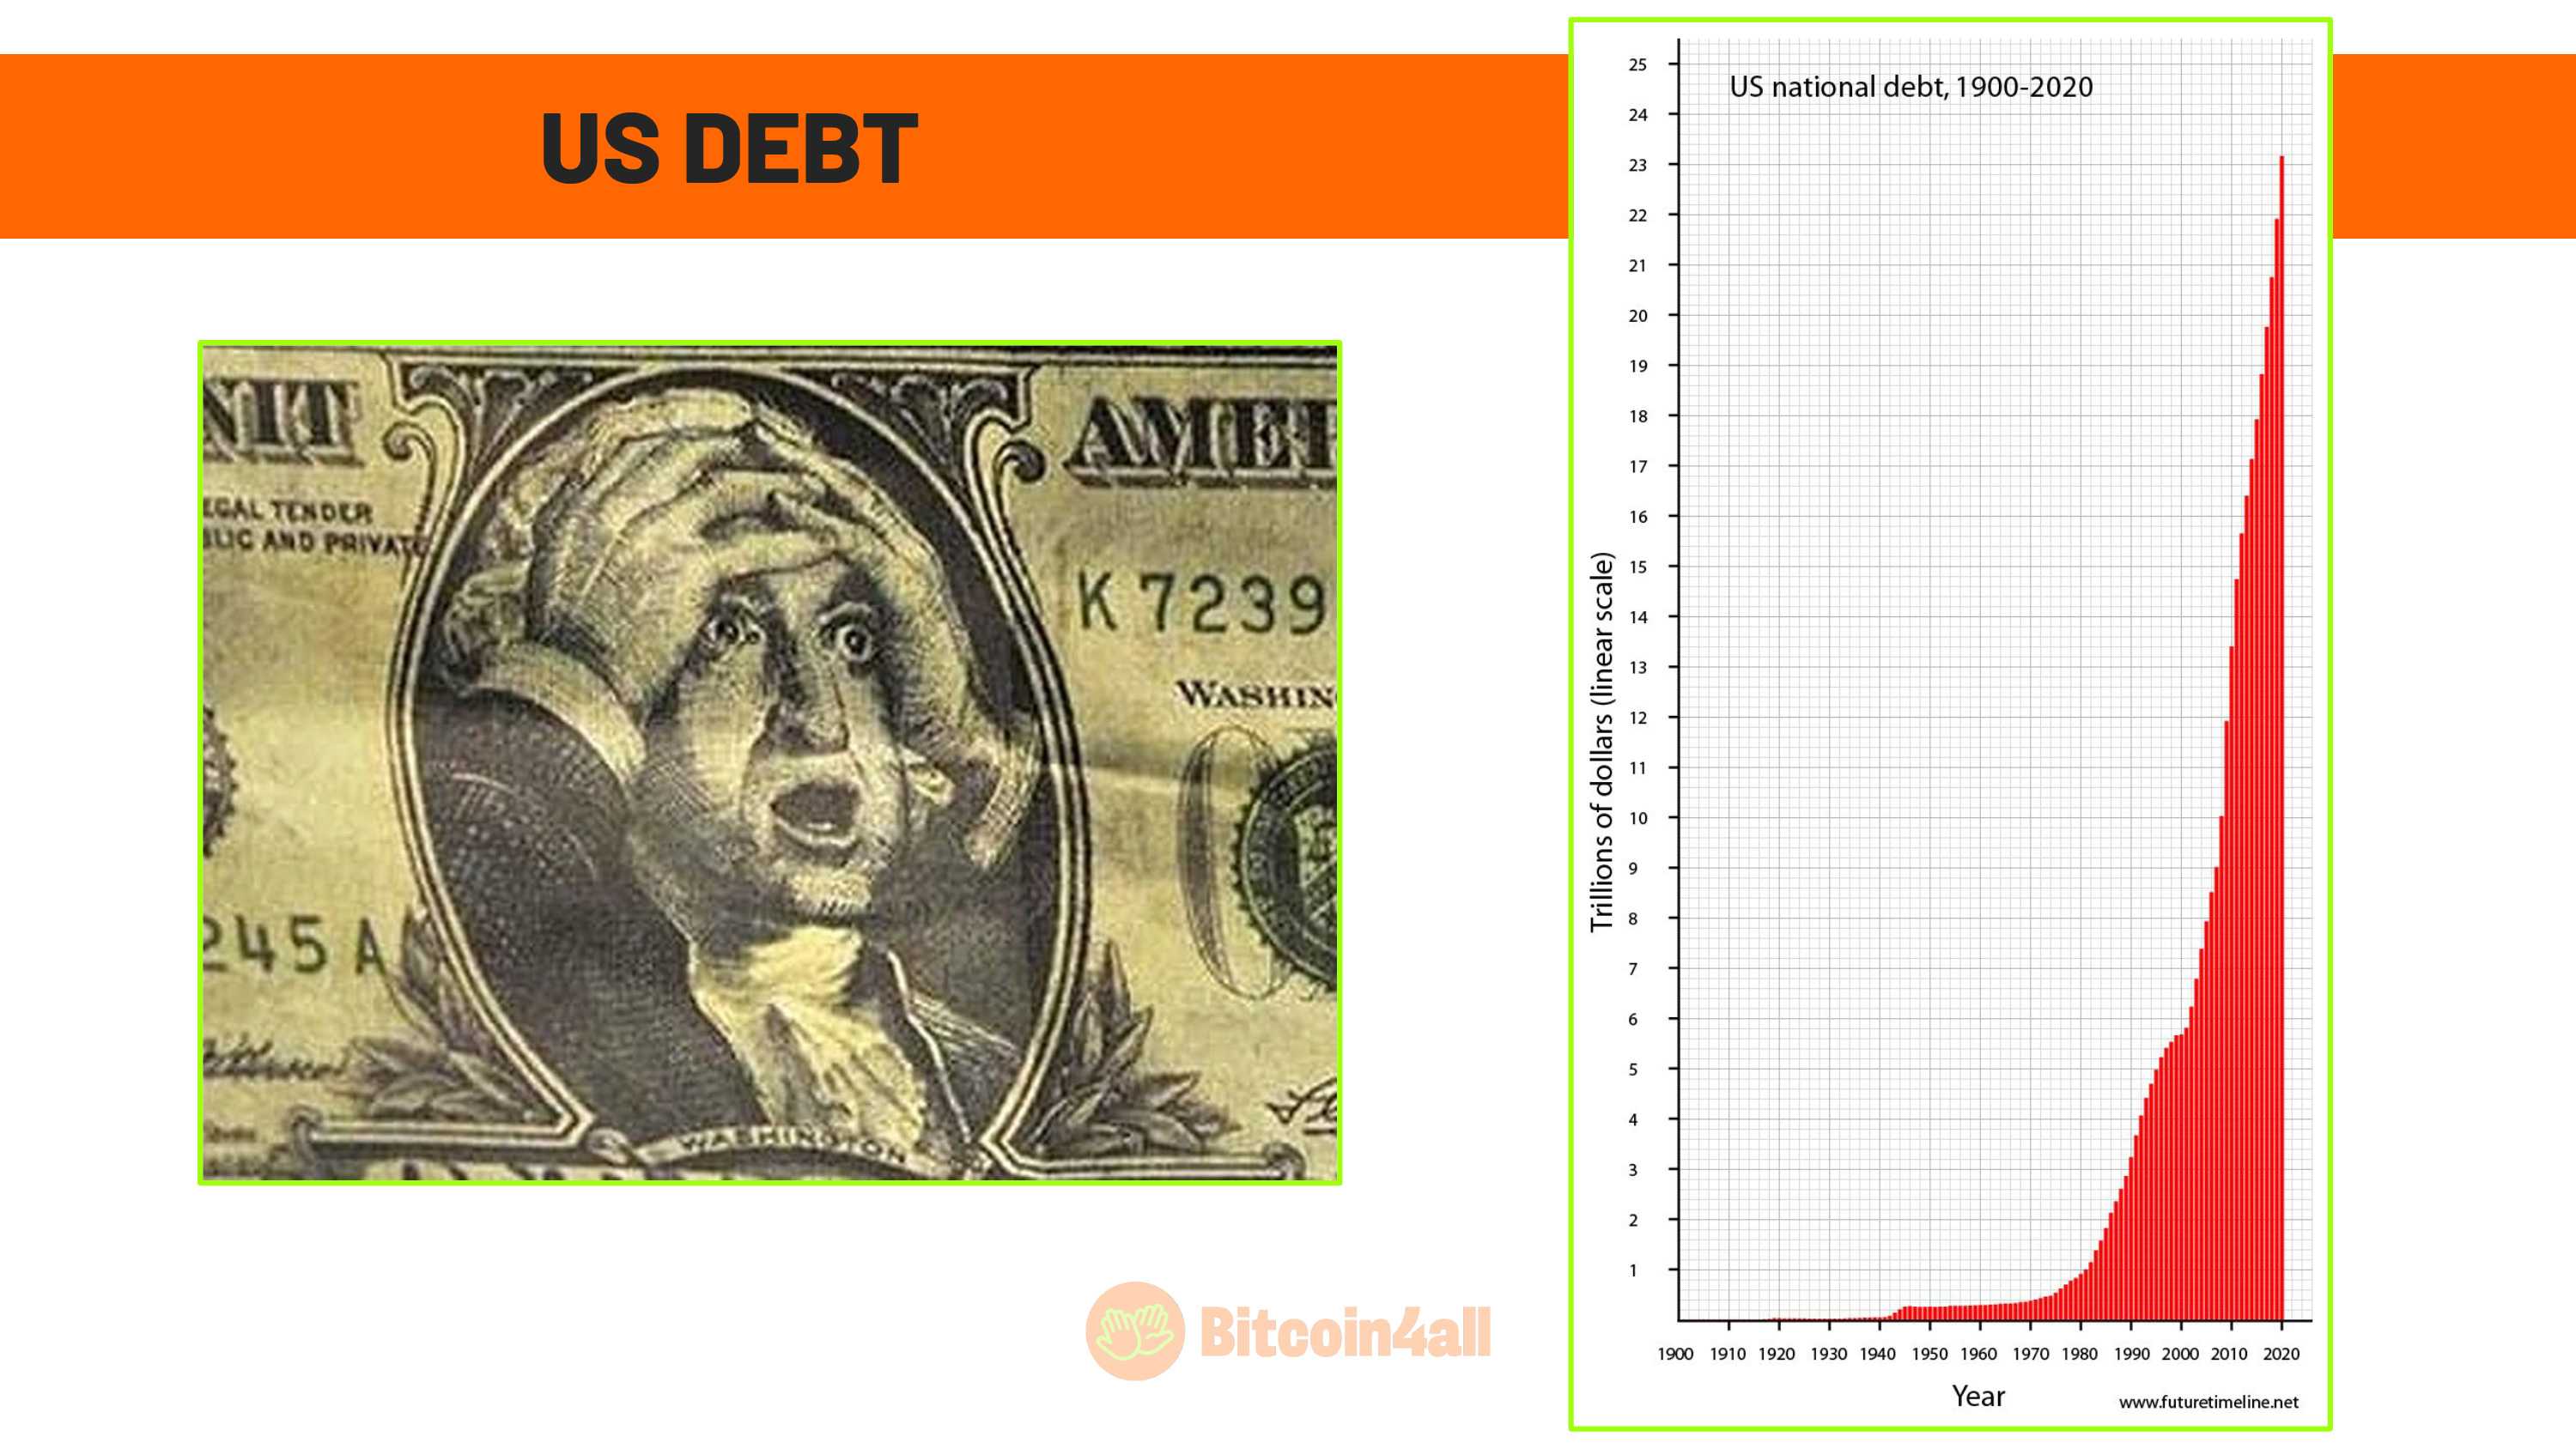 US DEBT
NIT
AMER
EGAL TENDER
BLIC AND PRIVATE
K 7239
WASHIN
245 A
WASHINGTON
Bitcoin4all
US national debt, 1900-2020
25
24
23
22
21
20
19
18
17
16
15
14
13
12
11
10
9
8
7
6
5
4
3
2
1
Trillions of dollars (linear scale)
1900 1910 1920 1930 1940 1950 1960 1970 1980 1990 2000 2010 2020
Year
www.futuretimeline.net